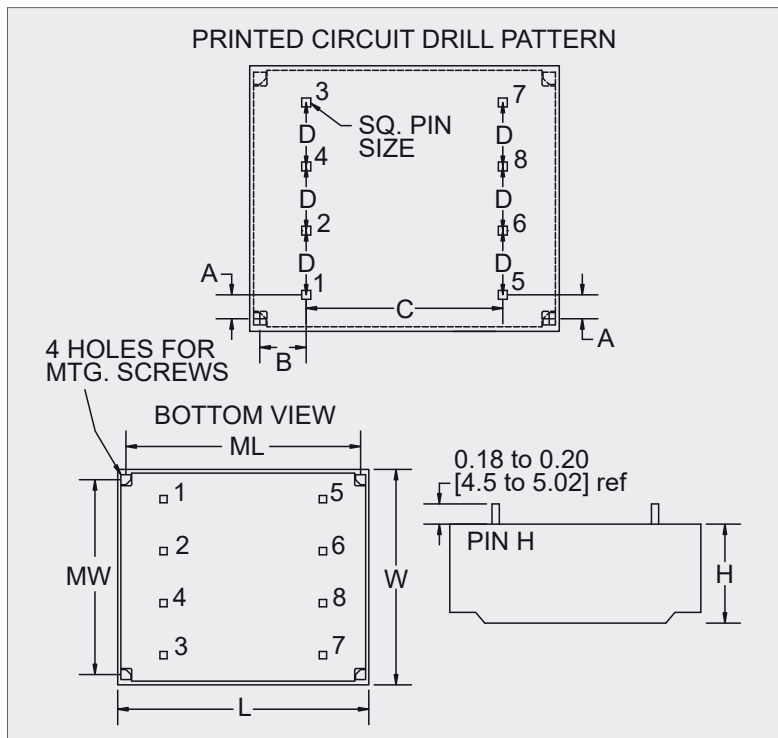 PRINTED CIRCUIT DRILL PATTERN
3 7
SQ. PIN
SIZE
D D
4 8
D D
2 6
D D
1 5
A
C
B
A
4 HOLES FOR
MTG. SCREWS
BOTTOM VIEW
ML
1 5
2 6
MW
4 8
3 7
W
L
0.18 to 0.20
[4.5 to 5.02] ref
PIN H
H